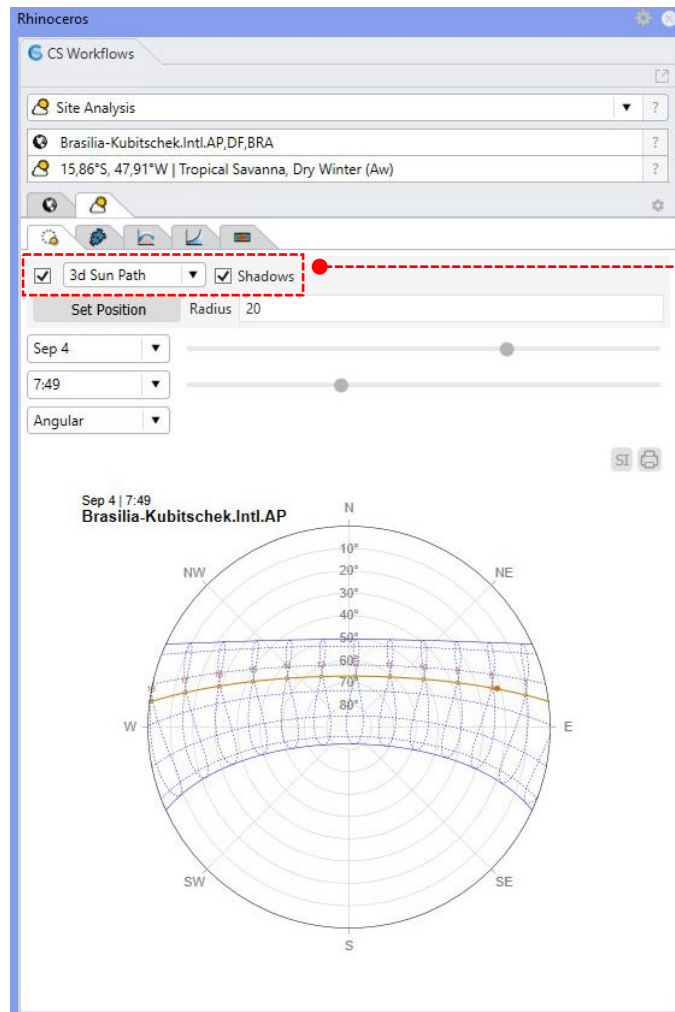 Rhinoceros
CS Workflows
Site Analysis
?
Brasilia-Kubitschek.Intl.AP,DF,BRA
?
15,86°S, 47,91°W | Tropical Savanna, Dry Winter (Aw)
?
3d Sun Path
Shadows
Set Position
Radius 20
Sep 4
7:49
Angular
SI
Sep 4 | 7:49
Brasilia-Kubitschek.Intl.AP
N
10°
NW
20°
NE
30°
40°
50°
60°
70°
80°
W
E
SW
SE
S